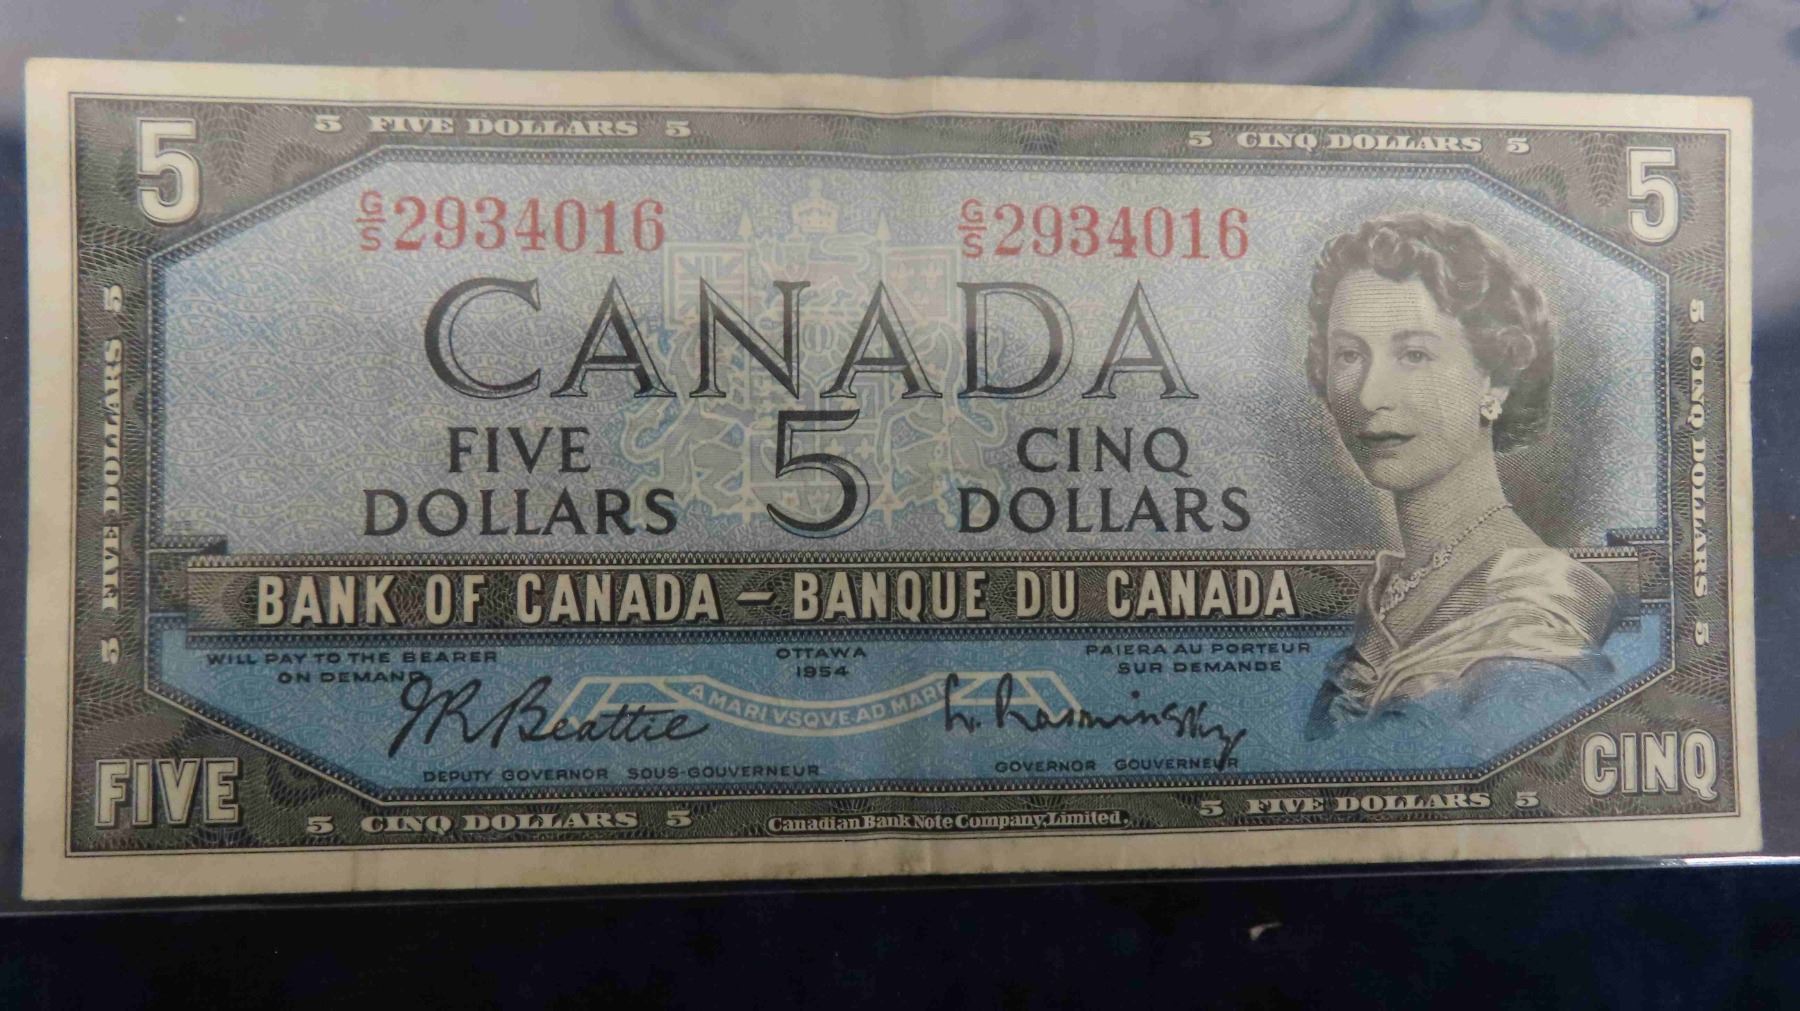 5 FIVE DOLLARS 5
5 CINQ DOLLARS 5
5
5
G/S 2934016
G/S 2934016
CANADA
FIVE DOLLARS
5
CINQ DOLLARS
5 FIVE DOLLARS 5
5 CINQ DOLLARS 5
BANK OF CANADA – BANQUE DU CANADA
WILL PAY TO THE BEARER
ON DEMAND
OTTAWA
1954
PAIERA AU PORTEUR
SUR DEMANDE
A MARI VSQVE AD MARE
JR Beattie
L. Rasminsky
DEPUTY GOVERNOR SOUS-GOUVERNEUR
GOVERNOR GOUVERNEUR
FIVE
CINQ
5 CINQ DOLLARS 5
Canadian Bank Note Company, Limited.
5 FIVE DOLLARS 5